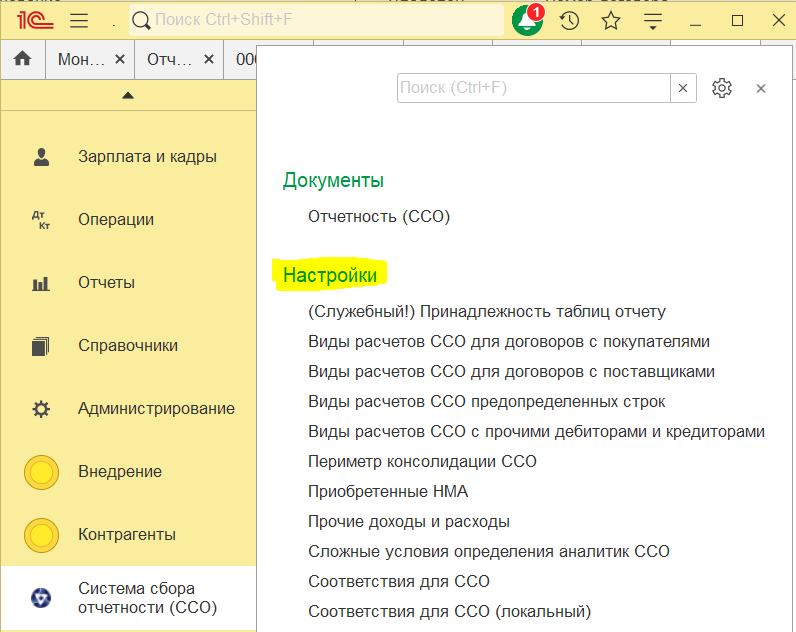 1С
Поиск Ctrl+Shift+F
1
Мон...
Отч...
Поиск (Ctrl+F)
Зарплата и кадры
Дт
Кт
Операции
Отчеты
Справочники
Администрирование
Внедрение
Контрагенты
Система сбора
отчетности (ССО)
Документы
Отчетность (ССО)
Настройки
(Служебный!) Принадлежность таблиц отчету
Виды расчетов ССО для договоров с покупателями
Виды расчетов ССО для договоров с поставщиками
Виды расчетов ССО предопределенных строк
Виды расчетов ССО с прочими дебиторами и кредиторами
Периметр консолидации ССО
Приобретенные НМА
Прочие доходы и расходы
Сложные условия определения аналитик ССО
Соответствия для ССО
Соответствия для ССО (локальный)